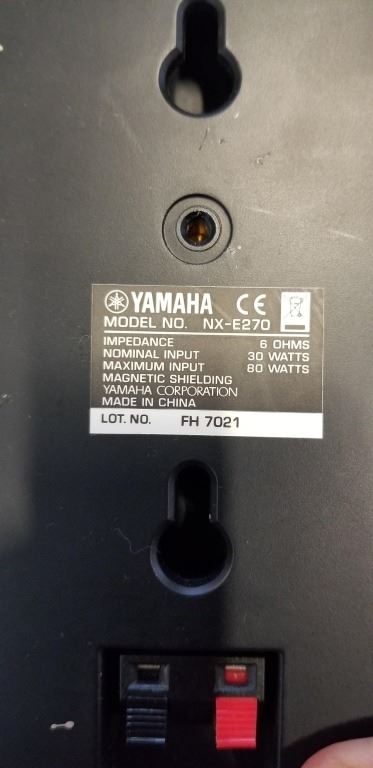 YAMAHA CE
MODEL NO. NX-E270
IMPEDANCE 6 OHMS
NOMINAL INPUT 30 WATTS
MAXIMUM INPUT 80 WATTS
MAGNETIC SHIELDING
YAMAHA CORPORATION
MADE IN CHINA
LOT. NO. FH 7021